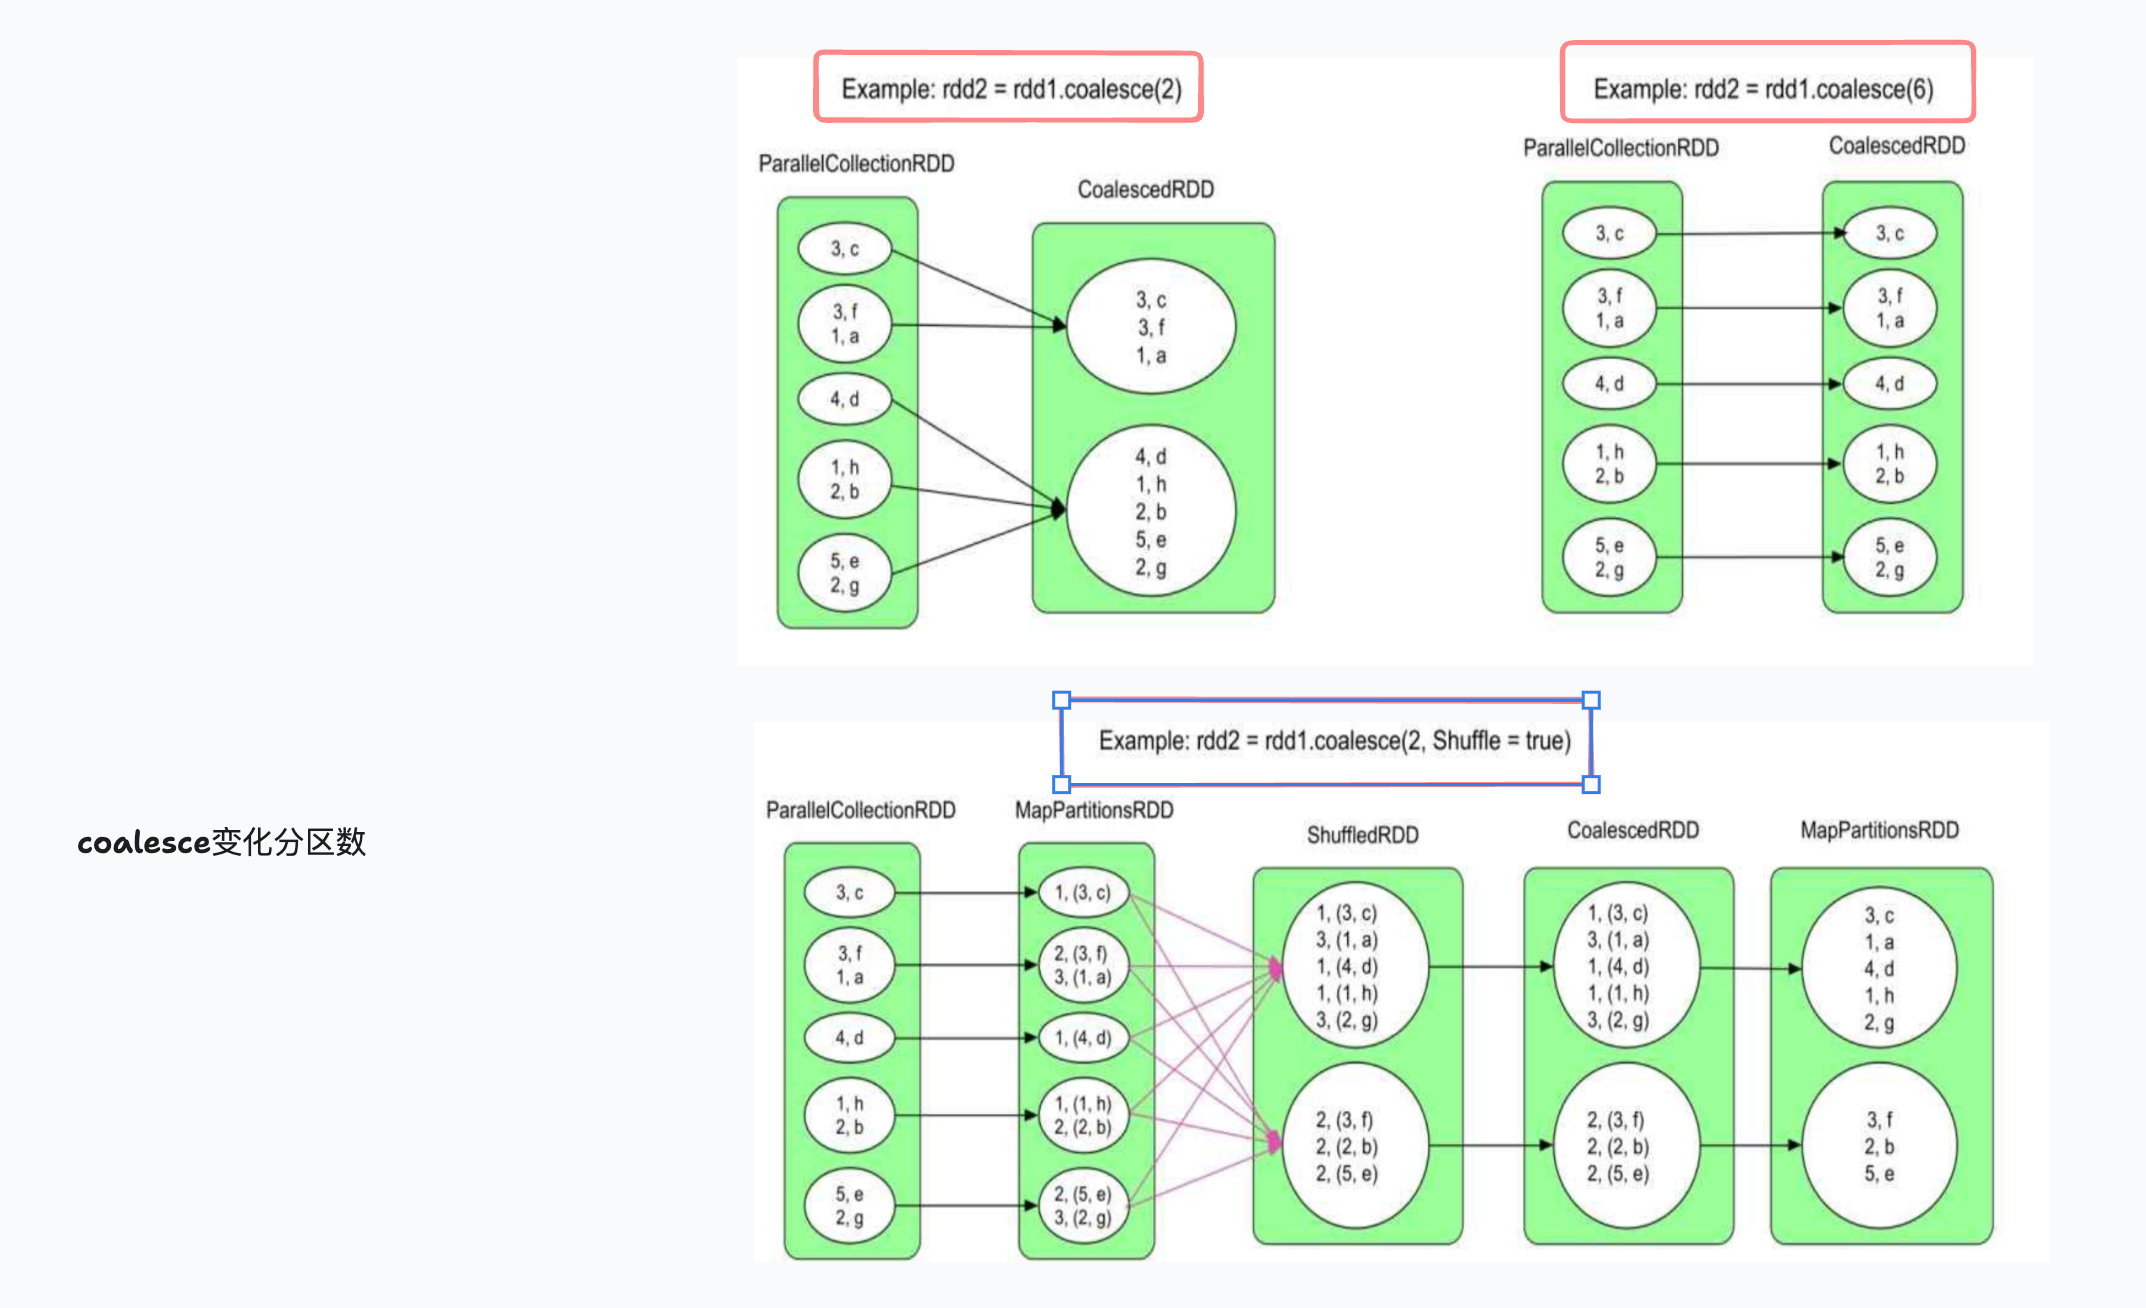 Example: rdd2 = rdd1.coalesce(2)
ParallelCollectionRDD
CoalescedRDD
3, c
3, f
1, a
4, d
1, h
2, b
5, e
2, g
3, c
3, f
1, a
4, d
1, h
2, b
5, e
2, g
Example: rdd2 = rdd1.coalesce(6)
ParallelCollectionRDD
CoalescedRDD
3, c
3, f
1, a
4, d
1, h
2, b
5, e
2, g
3, c
3, f
1, a
4, d
1, h
2, b
5, e
2, g
coalesce变化分区数
Example: rdd2 = rdd1.coalesce(2, Shuffle = true)
ParallelCollectionRDD
MapPartitionsRDD
ShuffledRDD
CoalescedRDD
MapPartitionsRDD
3, c
3, f
1, a
4, d
1, h
2, b
5, e
2, g
1, (3, c)
2, (3, f)
3, (1, a)
1, (4, d)
1, (1, h)
2, (2, b)
2, (5, e)
3, (2, g)
1, (3, c)
3, (1, a)
1, (4, d)
1, (1, h)
3, (2, g)
2, (3, f)
2, (2, b)
2, (5, e)
1, (3, c)
3, (1, a)
1, (4, d)
1, (1, h)
3, (2, g)
2, (3, f)
2, (2, b)
2, (5, e)
3, c
1, a
4, d
1, h
2, g
3, f
2, b
5, e